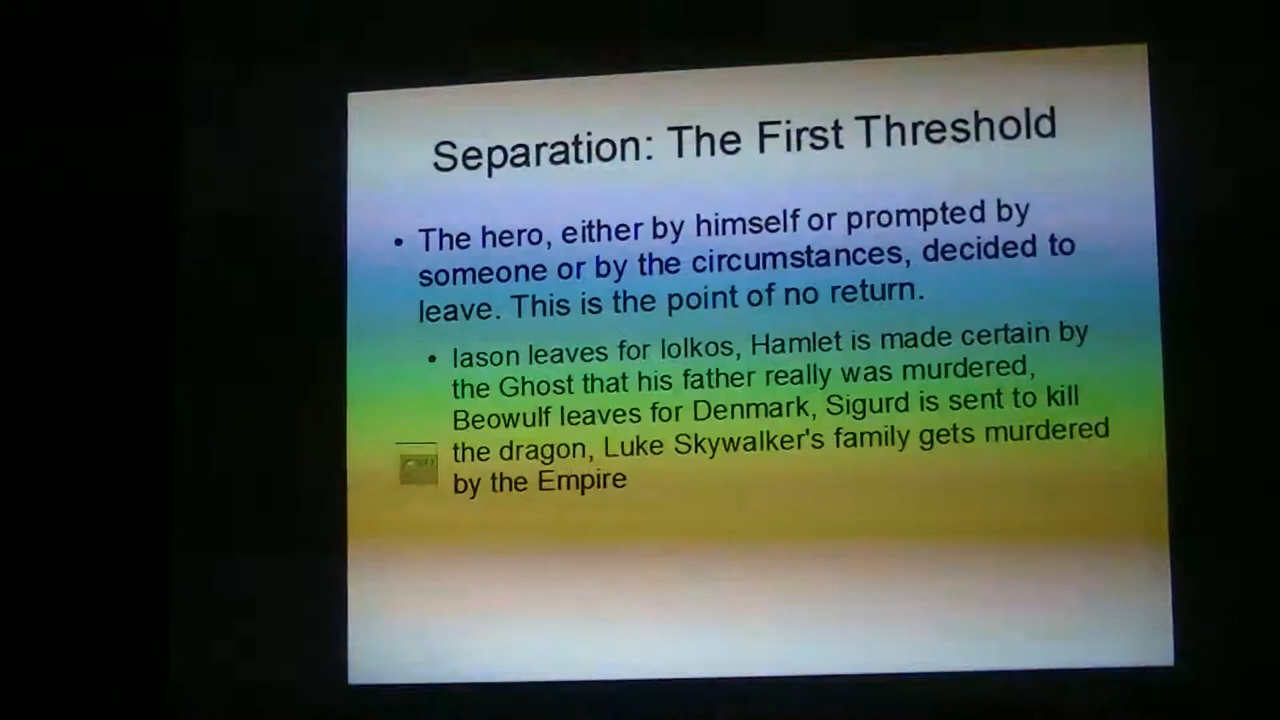 Separation: The First Threshold
• The hero, either by himself or prompted by
someone or by the circumstances, decided to
leave. This is the point of no return.
• Iason leaves for Iolkos, Hamlet is made certain by
the Ghost that his father really was murdered,
Beowulf leaves for Denmark, Sigurd is sent to kill
the dragon, Luke Skywalker's family gets murdered
by the Empire